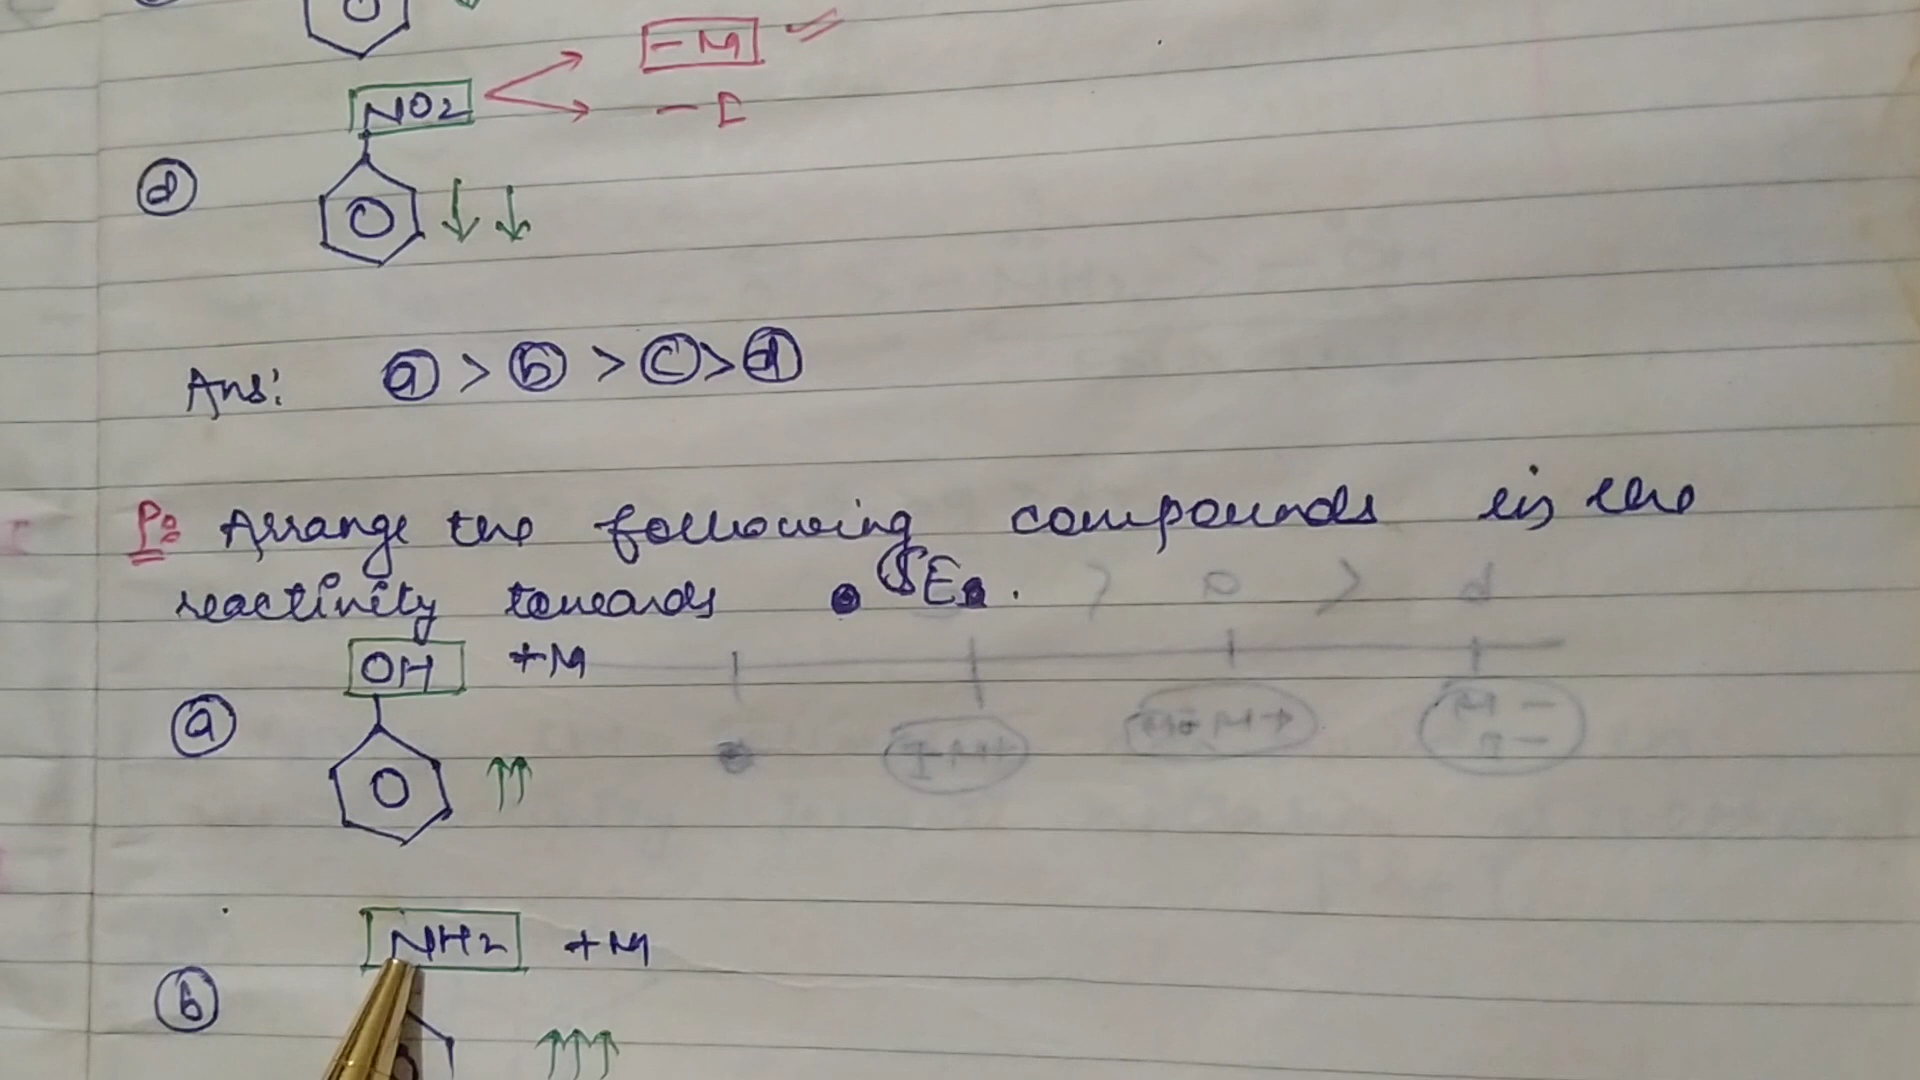 -M
NO2
-I
d
Ans: a > b > c > d
P: Arrange the following compounds in the
reactivity towards SE.
OH +M
a
NH2 +M
b